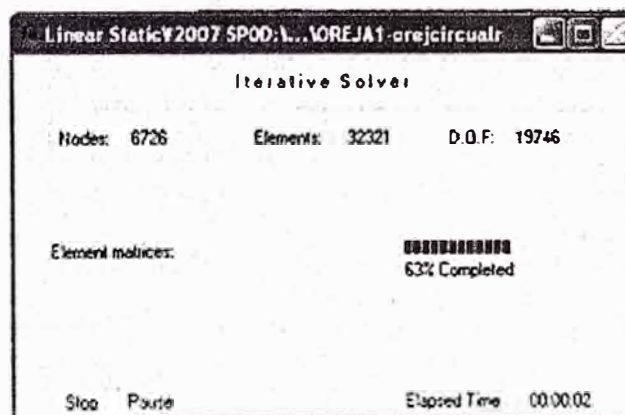 Linear Static¥2007 SP0D:\...\OREJA1-orejcircualr
Iterative Solver
Nodes: 6726 Elements: 32321 D.O.F: 19746
Element matrices:
63% Completed
Stop Pause Elapsed Time 00:00:02